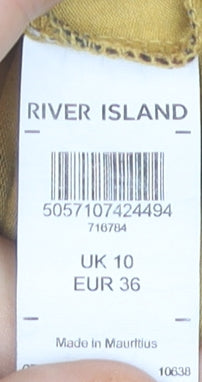 RIVER ISLAND
5057107424494
716784
UK 10
EUR 36
Made in Mauritius
10638